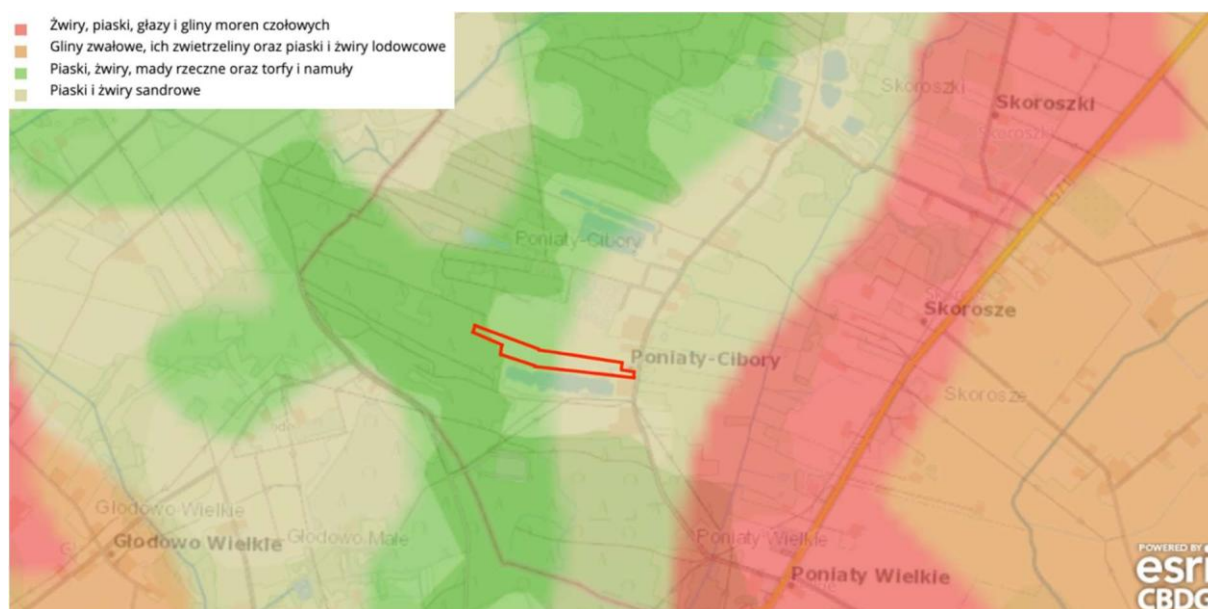 Żwiry, piaski, głazy i gliny moren czołowych
Gliny zwałowe, ich zwietrzeliny oraz piaski i żwiry lodowcowe
Piaski, żwiry, mady rzeczne oraz torfy i namuły
Piaski i żwiry sandrowe
Skoroszki
Skoroszki
Skoroszki
571
Poniaty-Cibory
Skorosze
Skorosze
Poniaty-Cibory
Skorosze
Głodowo Wielkie
Głodowo Małe
Głodowo Wielkie
Poniaty Wielkie
Poniaty Wielkie
POWERED BY
esri
CBDG